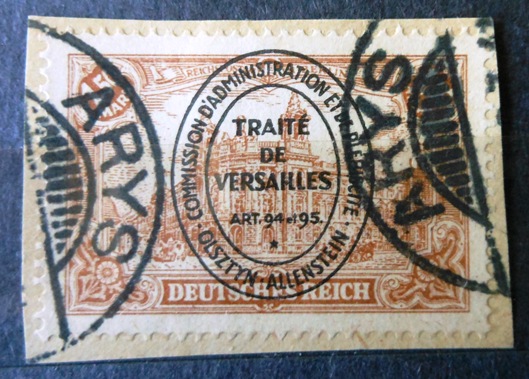 ARYS
ARYS
COMMISSION D'ADMINISTRATION ET DE PLÉBISCITE
TRAITÉ
DE
VERSAILLES
ART. 94 et 95.
*
OLSZTYN-ALLENSTEIN
DEUTSCHES REICH